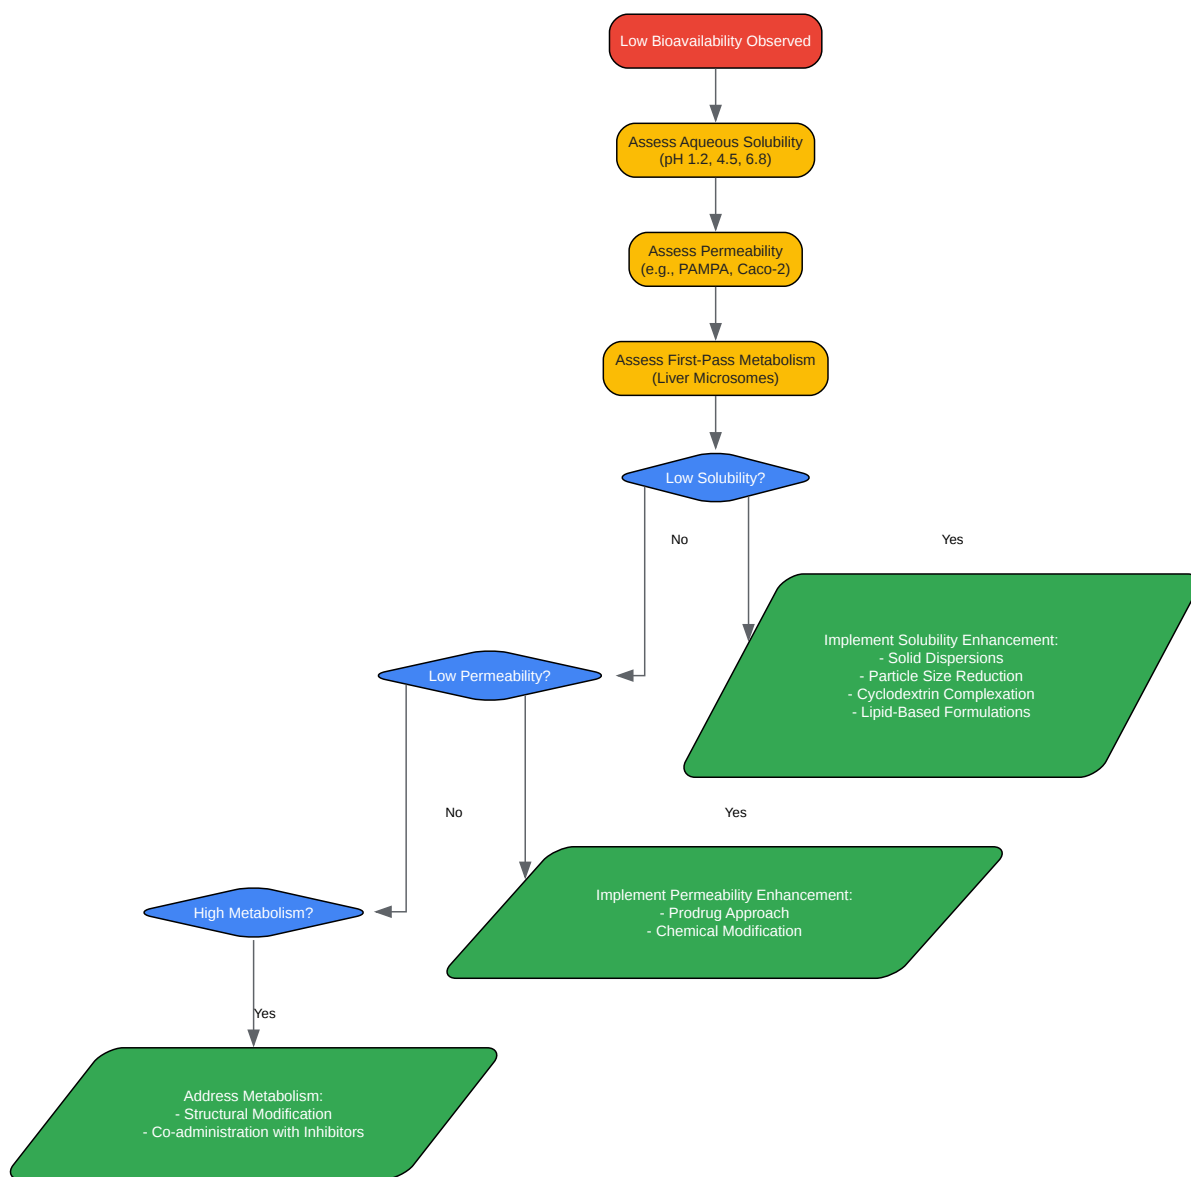 Low Bioavailability Observed
Assess Aqueous Solubility
(pH 1.2, 4.5, 6.8)
Assess Permeability
(e.g., PAMPA, Caco-2)
Assess First-Pass Metabolism
(Liver Microsomes)
Low Solubility?
No
Yes
Implement Solubility Enhancement:
- Solid Dispersions
- Particle Size Reduction
- Cyclodextrin Complexation
- Lipid-Based Formulations
Low Permeability?
No
Yes
Implement Permeability Enhancement:
- Prodrug Approach
- Chemical Modification
High Metabolism?
Yes
Address Metabolism:
- Structural Modification
- Co-administration with Inhibitors